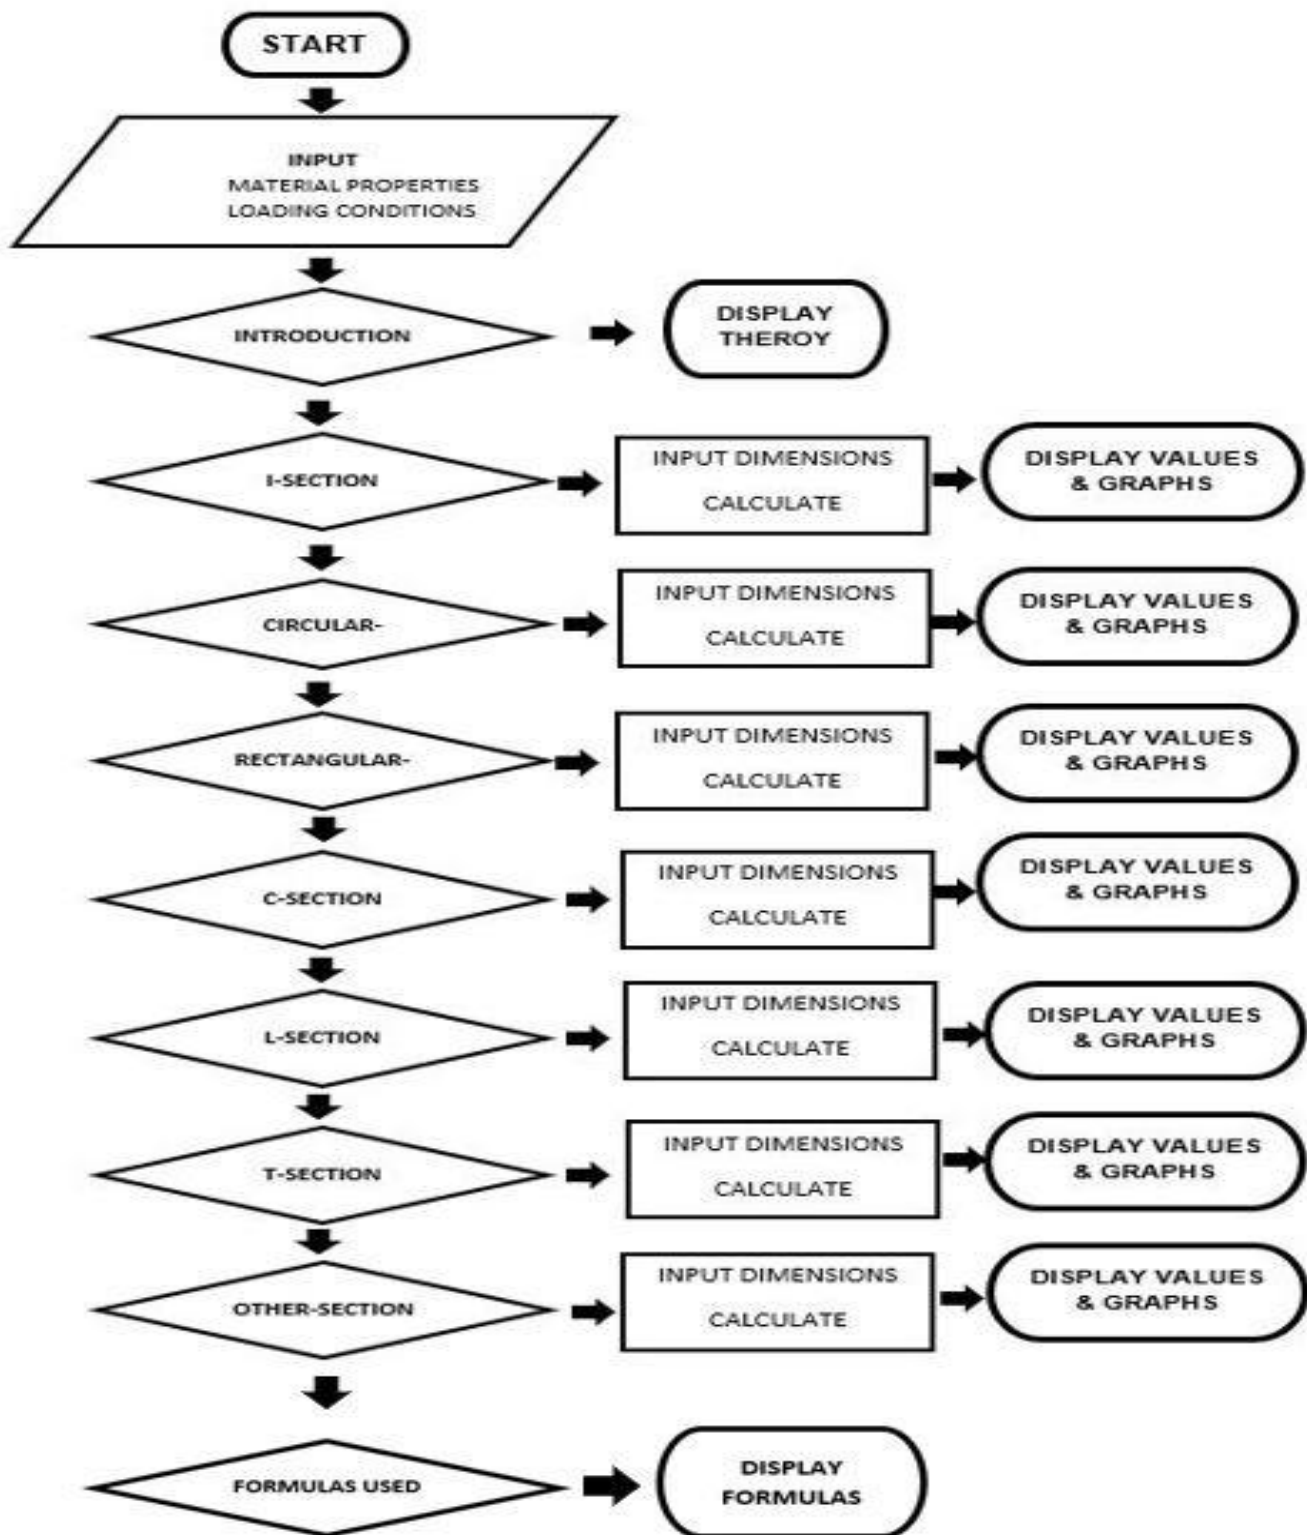 START
INPUT
MATERIAL PROPERTIES
LOADING CONDITIONS
INTRODUCTION
DISPLAY
THEROY
I-SECTION
INPUT DIMENSIONS
CALCULATE
DISPLAY VALUES
& GRAPHS
CIRCULAR-
INPUT DIMENSIONS
CALCULATE
DISPLAY VALUES
& GRAPHS
RECTANGULAR-
INPUT DIMENSIONS
CALCULATE
DISPLAY VALUES
& GRAPHS
C-SECTION
INPUT DIMENSIONS
CALCULATE
DISPLAY VALUES
& GRAPHS
L-SECTION
INPUT DIMENSIONS
CALCULATE
DISPLAY VALUES
& GRAPHS
T-SECTION
INPUT DIMENSIONS
CALCULATE
DISPLAY VALUES
& GRAPHS
OTHER-SECTION
INPUT DIMENSIONS
CALCULATE
DISPLAY VALUES
& GRAPHS
FORMULAS USED
DISPLAY
FORMULAS